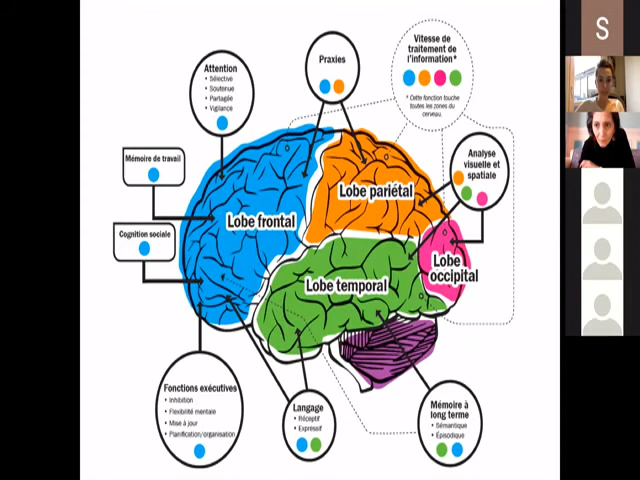 Vitesse de
traitement de
l'information*
* Cette fonction touche
toutes les zones du
cerveau.
S
Praxies
Attention
• Sélective
• Soutenue
• Partagée
• Vigilance
Mémoire de travail
Analyse
visuelle et
spatiale
Lobe pariétal
Lobe frontal
Cognition sociale
Lobe
occipital
Lobe temporal
Fonctions exécutives
• Inhibition
• Flexibilité mentale
• Mise à jour
• Planification/organisation
Langage
• Réceptif
• Expressif
Mémoire à
long terme
• Sémantique
• Épisodique